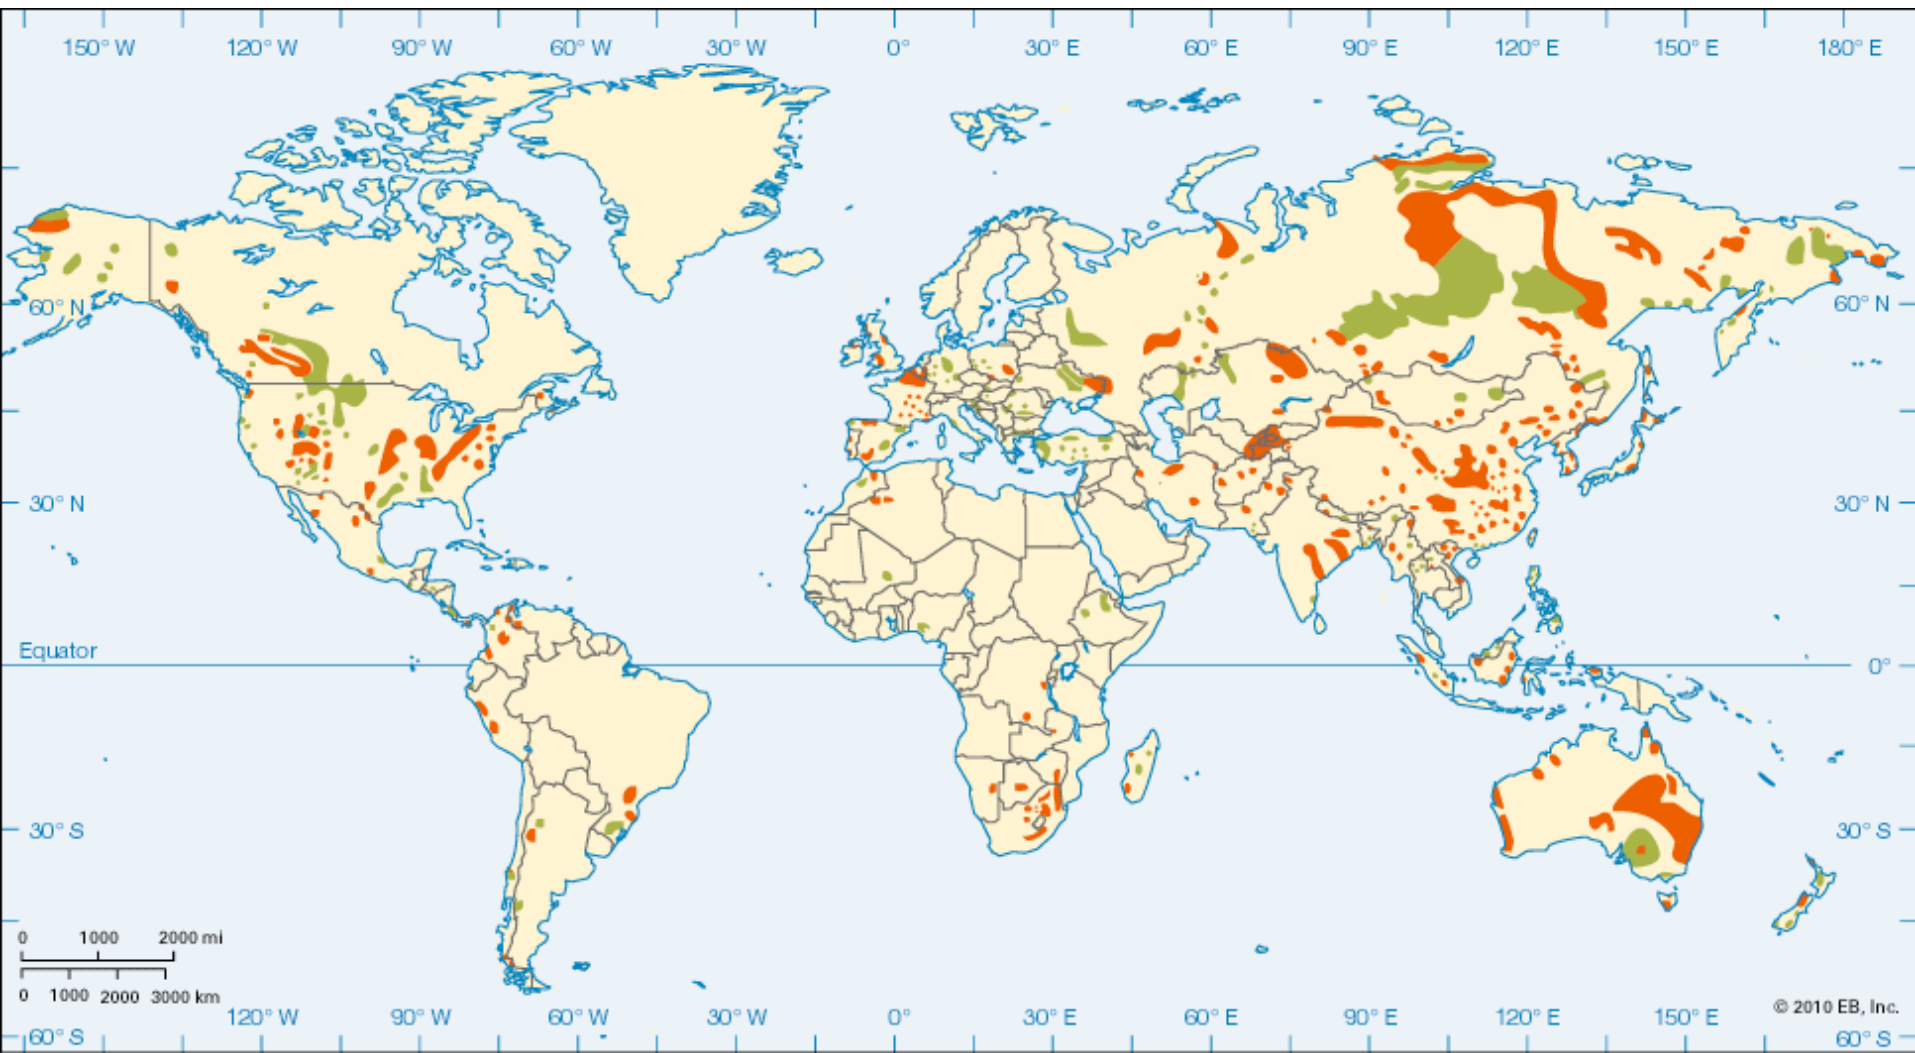 150° W 120° W 90° W 60° W 30° W 0° 30° E 60° E 90° E 120° E 150° E 180° E
60° N 60° N
30° N 30° N
Equator 0°
30° S 30° S
0 1000 2000 mi
0 1000 2000 3000 km
© 2010 EB, Inc.
120° W 90° W 60° W 30° W 0° 30° E 60° E 90° E 120° E 150° E
60° S 60° S